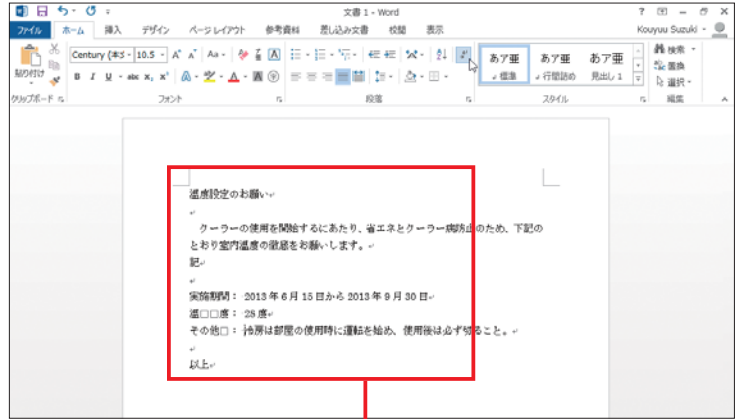 文書 1 - Word
ファイル ホーム 挿入 デザイン ページ レイアウト 参考資料 差し込み文書 校閲 表示 Kouyuu Suzuki
Century (本文 10.5 A A Aa A
貼り付け B I U abc x₂ x² A A A 字
あア亜 あア亜 あア亜
標準 行間詰め 見出し 1
検索
置換
選択
クリップボード フォント 段落 スタイル 編集
温度設定のお願い
クーラーの使用を開始するにあたり、省エネとクーラー病防止のため、下記の
とおり室内温度の徹底をお願いします。
記
実施期間： 2013 年 6 月 15 日から 2013 年 9 月 30 日
温□□度： 28 度
その他□： 冷房は部屋の使用時に運転を始め、使用後は必ず切ること。
以上